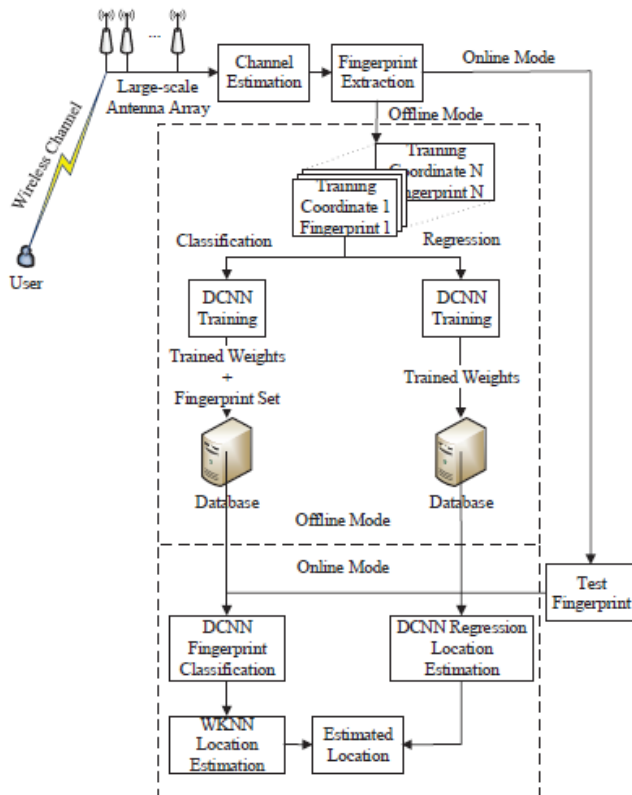 ...
Large-scale
Antenna Array
Channel
Estimation
Fingerprint
Extraction
Online Mode
Offline Mode
Wireless Channel
User
Training
Coordinate N
Fingerprint N
Training
Coordinate 1
Fingerprint 1
Classification
Regression
DCNN
Training
DCNN
Training
Trained Weights
+
Fingerprint Set
Trained Weights
Database
Database
Offline Mode
Online Mode
Test
Fingerprint
DCNN
Fingerprint
Classification
DCNN Regression
Location
Estimation
WKNN
Location
Estimation
Estimated
Location